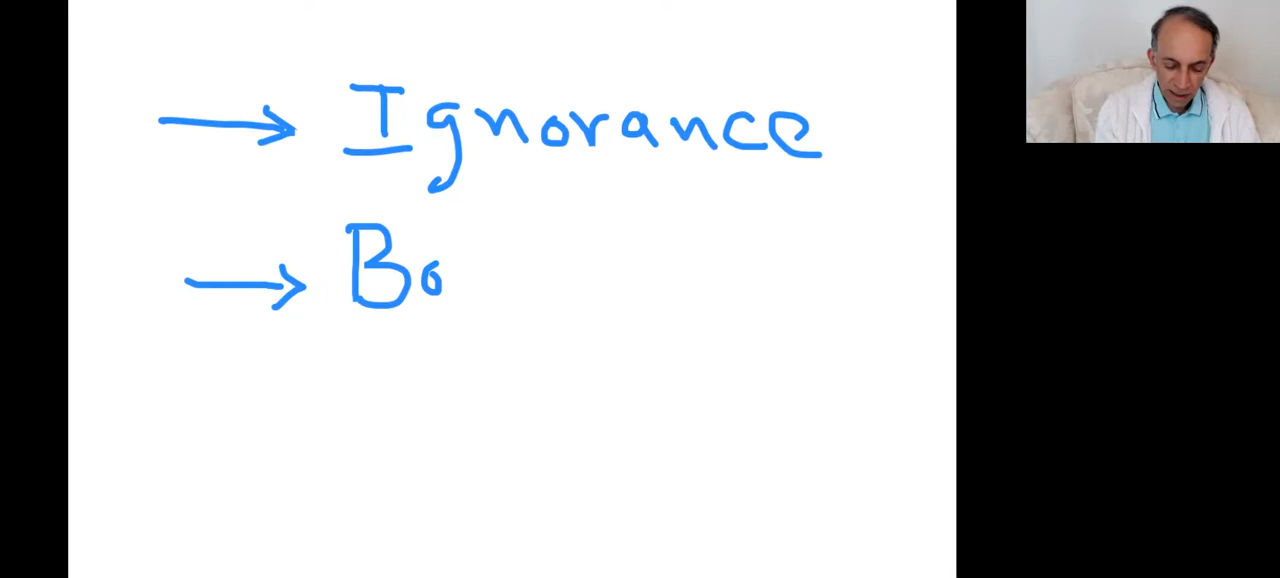 → Ignorance
→ Bo